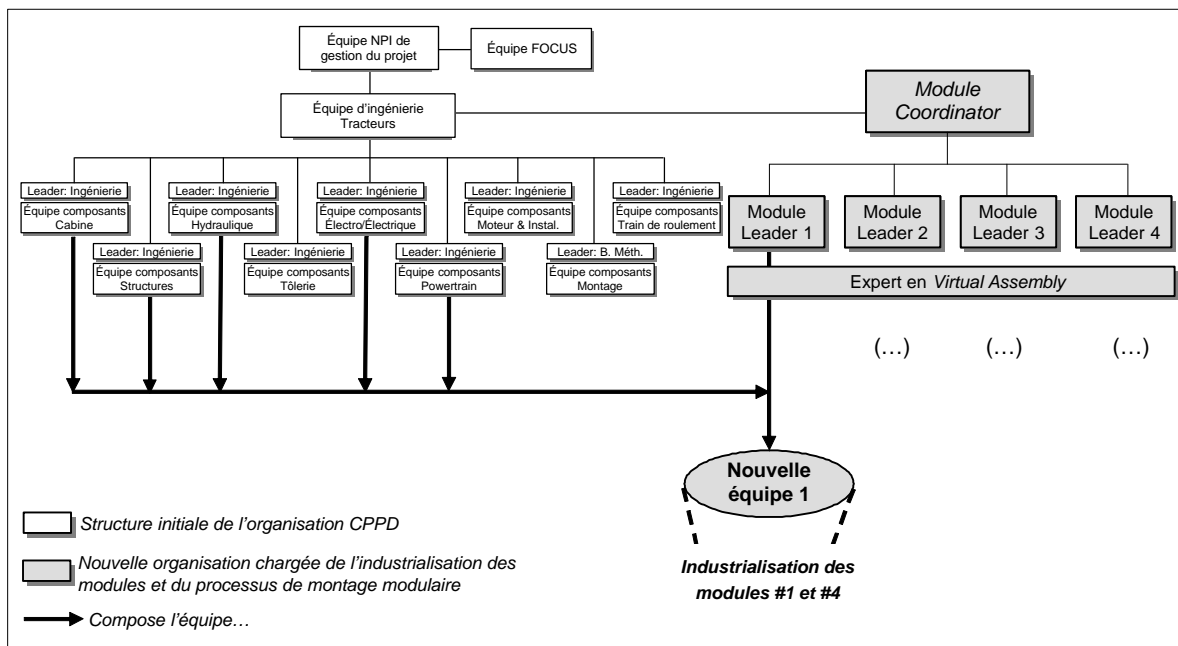 Équipe NPI de
gestion du projet
Équipe FOCUS
Équipe d'ingénierie
Tracteurs
Module
Coordinator
Leader: Ingénierie
Équipe composants
Cabine
Leader: Ingénierie
Équipe composants
Hydraulique
Leader: Ingénierie
Équipe composants
Électro/Électrique
Leader: Ingénierie
Équipe composants
Moteur & Instal.
Leader: Ingénierie
Équipe composants
Train de roulement
Leader: Ingénierie
Équipe composants
Structures
Leader: Ingénierie
Équipe composants
Tôlerie
Leader: Ingénierie
Équipe composants
Powertrain
Leader: B. Méth.
Équipe composants
Montage
Module
Leader 1
Module
Leader 2
Module
Leader 3
Module
Leader 4
Expert en Virtual Assembly
(…)
(…)
(…)
Nouvelle
équipe 1
Industrialisation des
modules #1 et #4
Structure initiale de l'organisation CPPD
Nouvelle organisation chargée de l'industrialisation des
modules et du processus de montage modulaire
Compose l'équipe…